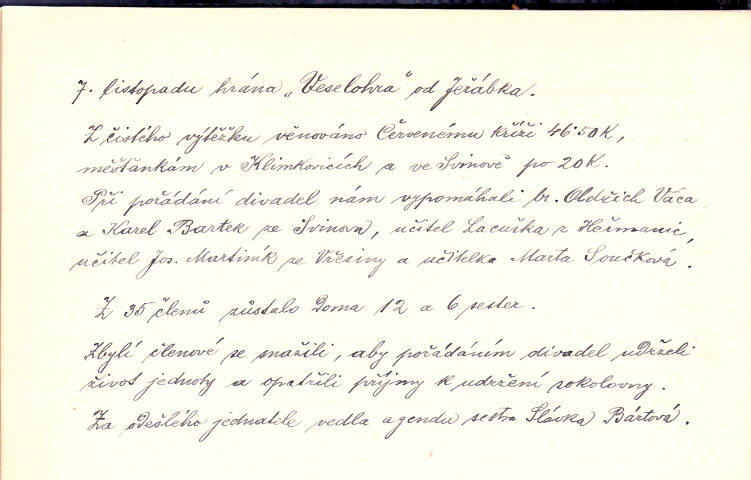 7. listopadu hrána „Veselohra“ od Jeřábka.
Z čistého výtěžku věnováno Červenému kříži 46·50 K,
měšťankám v Klimkovicích a ve Svinově po 20 K.
Při pořádání divadel nám vypomáhali br. Oldřich Váca
a Karel Bartek ze Svinova, učitel Lacuška z Heřmanic,
učitel Jos. Martiník ze Vřesiny a učitelka Marta Součková.
Z 35 členů zůstalo doma 12 a 6 sester.
Zbylí členové se snažili, aby pořádáním divadel udrželi
život jednoty a opatřili příjmy k udržení sokolovny.
Za odešlého jednatele vedla agendu sestra Slávka Bártová.